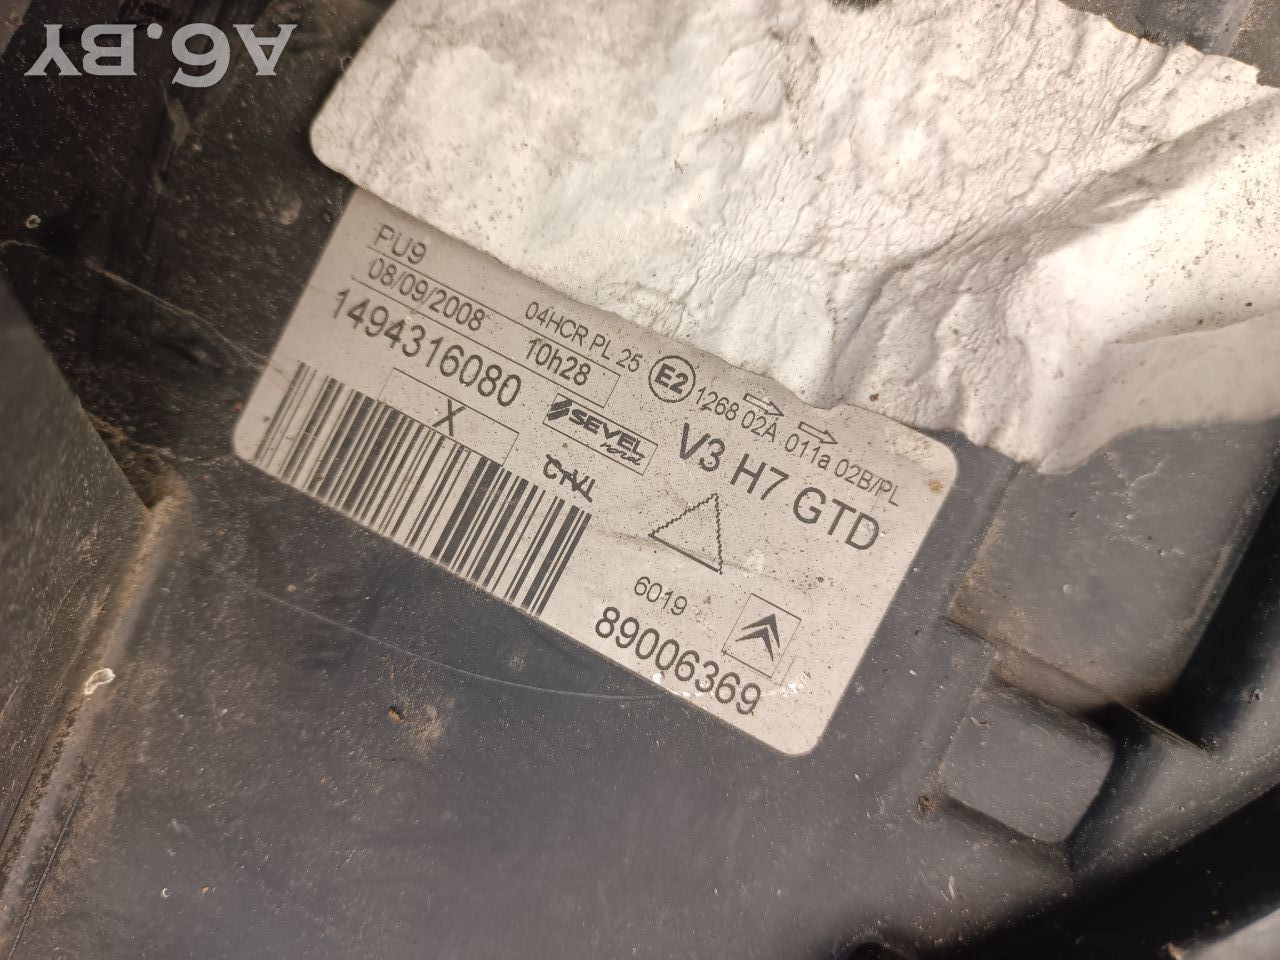 A6.BY
PU9
08/09/2008 10h28
04HCR PL 25 E2 1268 02A 011a 02B/PL
1494316080
X
SEVEL
V3 H7 GTD
6019
89006369